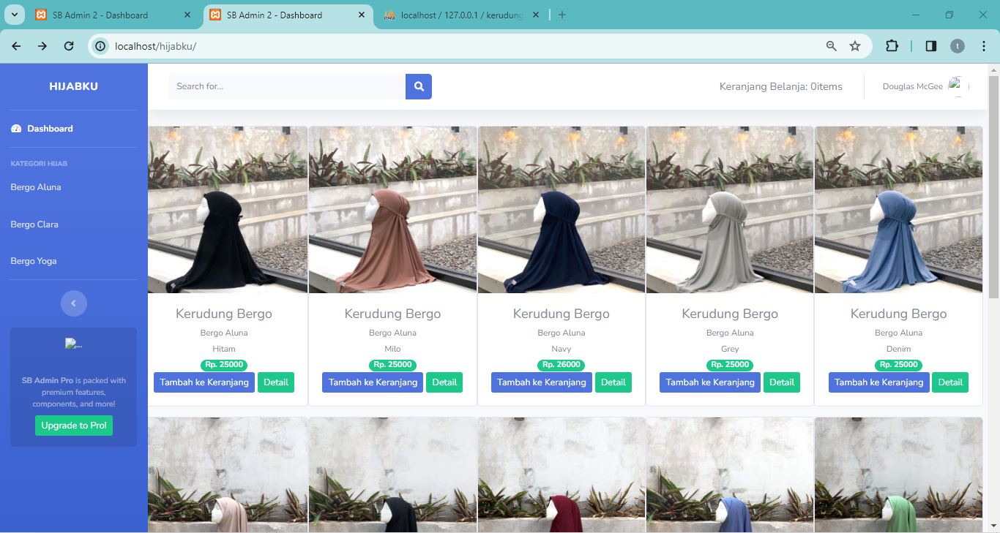 SB Admin 2 - Dashboard
SB Admin 2 - Dashboard
localhost / 127.0.0.1 / kerudung
localhost/hijabku/
t
HIJABKU
Search for...
Keranjang Belanja: 0items
Douglas McGee
Dashboard
KATEGORI HIJAB
Bergo Aluna
Bergo Clara
Bergo Yoga
...
SB Admin Pro is packed with
premium features,
components, and more!
Upgrade to Pro!
Kerudung Bergo
Bergo Aluna
Hitam
Rp. 25000
Tambah ke Keranjang Detail
Kerudung Bergo
Bergo Aluna
Milo
Rp. 25000
Tambah ke Keranjang Detail
Kerudung Bergo
Bergo Aluna
Navy
Rp. 26000
Tambah ke Keranjang Detail
Kerudung Bergo
Bergo Aluna
Grey
Rp. 25000
Tambah ke Keranjang Detail
Kerudung Bergo
Bergo Aluna
Denim
Rp. 25000
Tambah ke Keranjang Detail